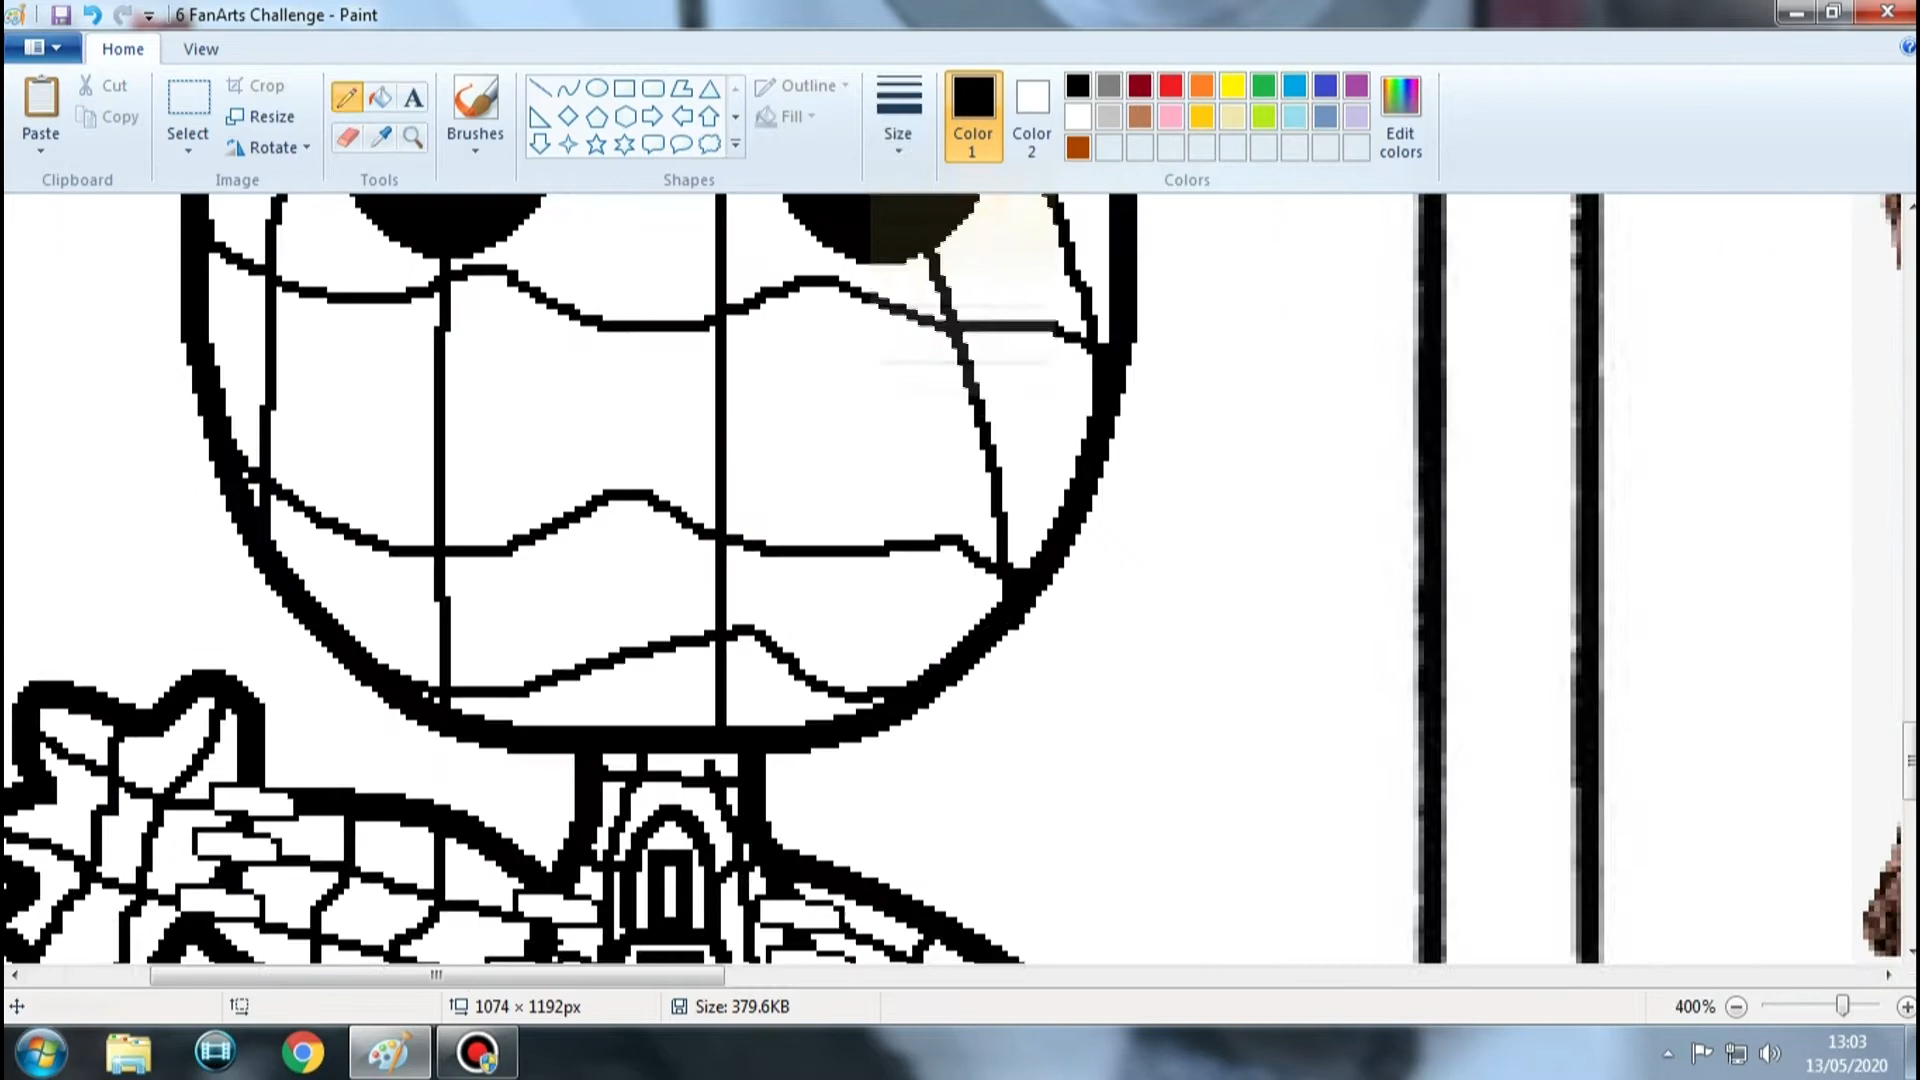 6 FanArts Challenge - Paint
Home View
Paste
Cut
Copy
Clipboard
Select
Crop
Resize
Rotate
Image
A
Tools
Brushes
Shapes
Outline
Fill
Size
Color
1
Color
2
Edit
colors
Colors
1074 × 1192px
Size: 379.6KB
400%
13:03
13/05/2020